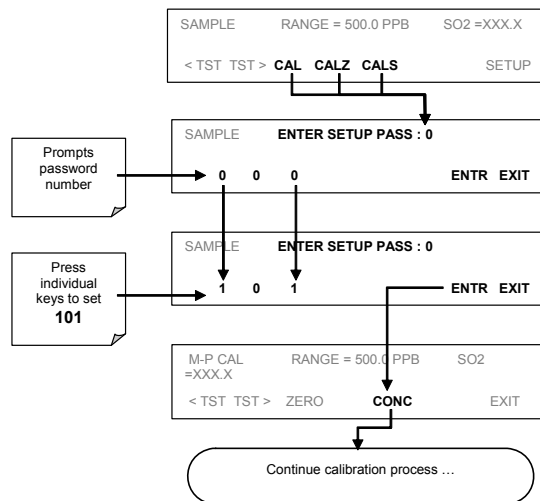 SAMPLE RANGE = 500.0 PPB SO2 =XXX.X
< TST TST > CAL CALZ CALS SETUP
SAMPLE ENTER SETUP PASS : 0
Prompts
password
number
0 0 0 ENTR EXIT
SAMPLE ENTER SETUP PASS : 0
Press
individual
keys to set
101
1 0 1 ENTR EXIT
M-P CAL RANGE = 500.0 PPB SO2
=XXX.X
< TST TST > ZERO CONC EXIT
Continue calibration process …